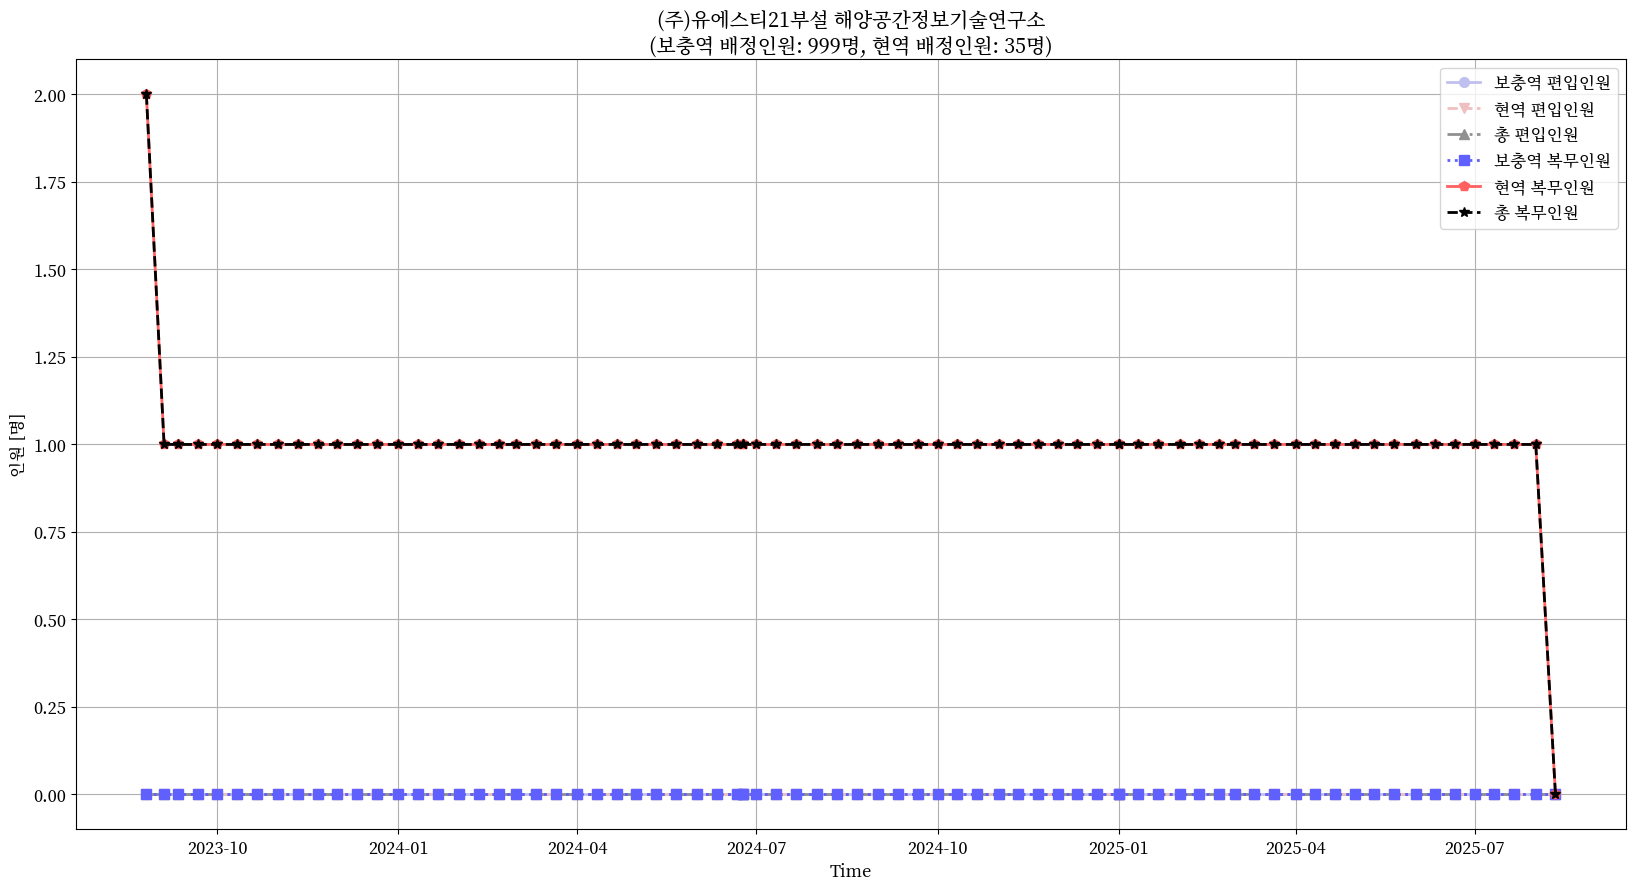 (주)유에스티21부설 해양공간정보기술연구소
(보충역 배정인원: 999명, 현역 배정인원: 35명)
보충역 편입인원
현역 편입인원
총 편입인원
보충역 복무인원
현역 복무인원
총 복무인원
인원 [명]
2.00
1.75
1.50
1.25
1.00
0.75
0.50
0.25
0.00
2023-10
2024-01
2024-04
2024-07
2024-10
2025-01
2025-04
2025-07
Time